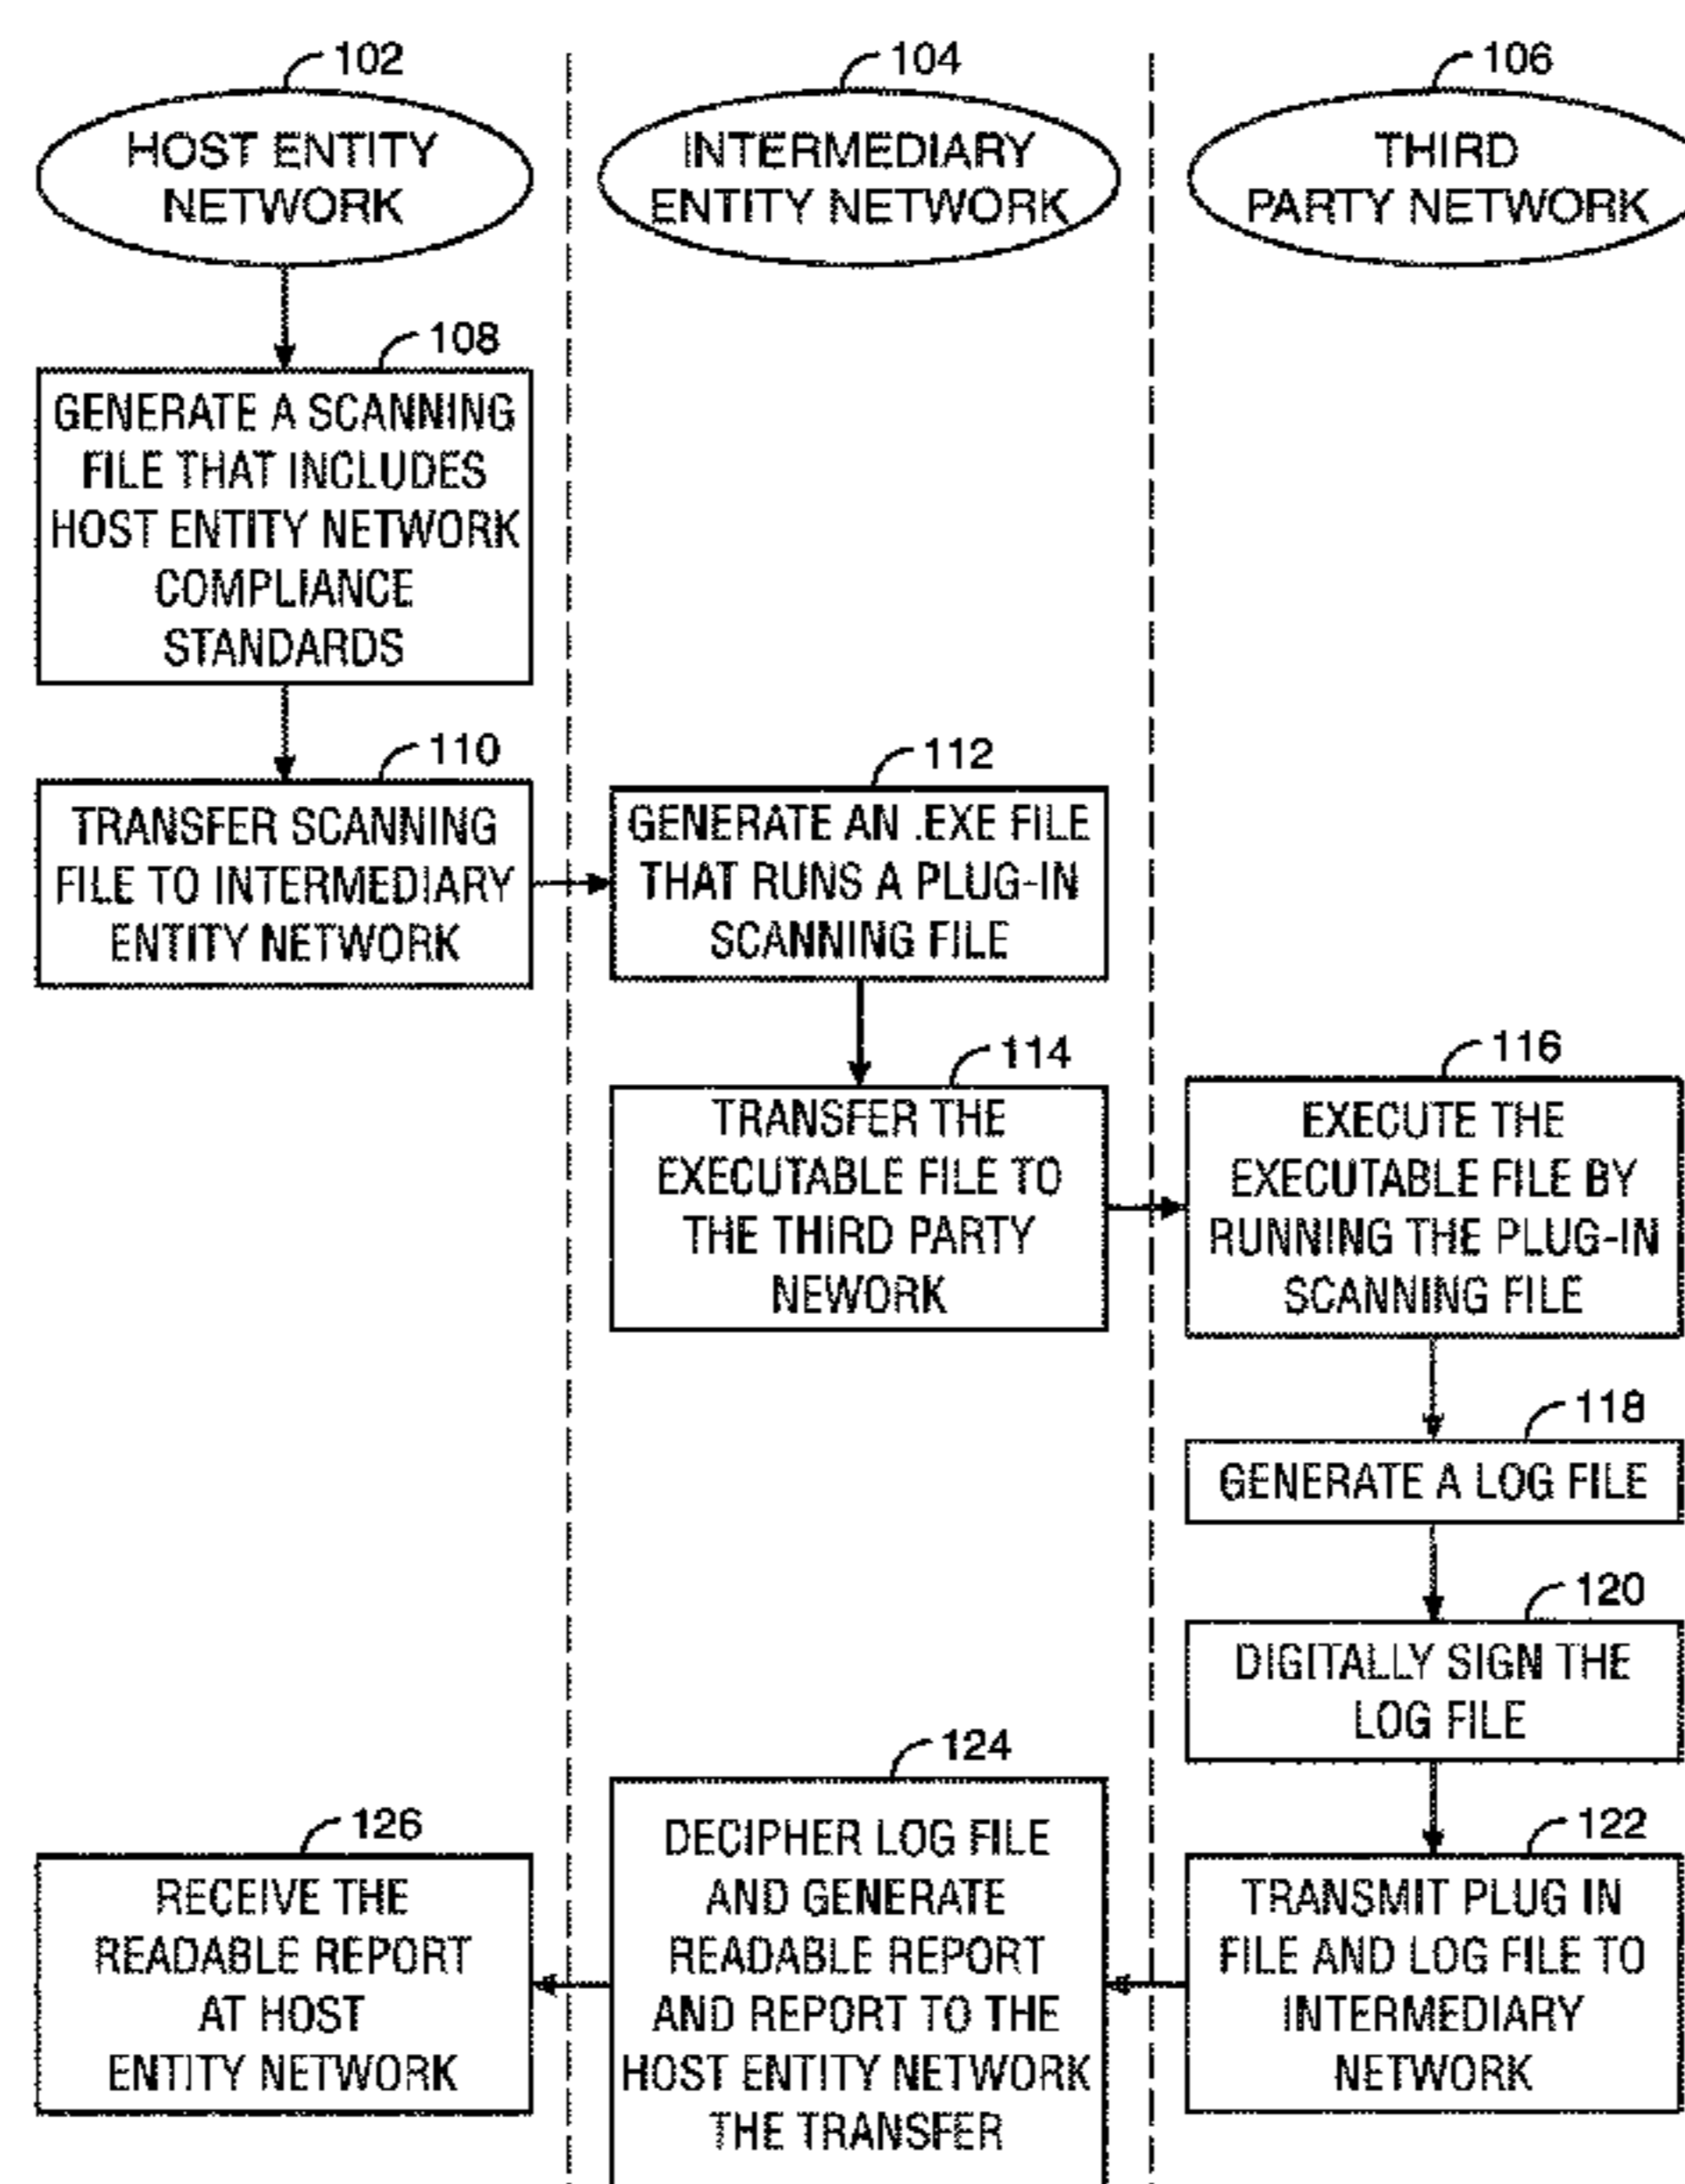 102
HOST ENTITY
NETWORK
104
INTERMEDIARY
ENTITY NETWORK
106
THIRD
PARTY NETWORK
108
GENERATE A SCANNING
FILE THAT INCLUDES
HOST ENTITY NETWORK
COMPLIANCE
STANDARDS
110
TRANSFER SCANNING
FILE TO INTERMEDIARY
ENTITY NETWORK
112
GENERATE AN .EXE FILE
THAT RUNS A PLUG-IN
SCANNING FILE
114
TRANSFER THE
EXECUTABLE FILE TO
THE THIRD PARTY
NEWORK
116
EXECUTE THE
EXECUTABLE FILE BY
RUNNING THE PLUG-IN
SCANNING FILE
118
GENERATE A LOG FILE
120
DIGITALLY SIGN THE
LOG FILE
122
TRANSMIT PLUG IN
FILE AND LOG FILE TO
INTERMEDIARY
NETWORK
124
DECIPHER LOG FILE
AND GENERATE
READABLE REPORT
AND REPORT TO THE
HOST ENTITY NETWORK
THE TRANSFER
126
RECEIVE THE
READABLE REPORT
AT HOST
ENTITY NETWORK